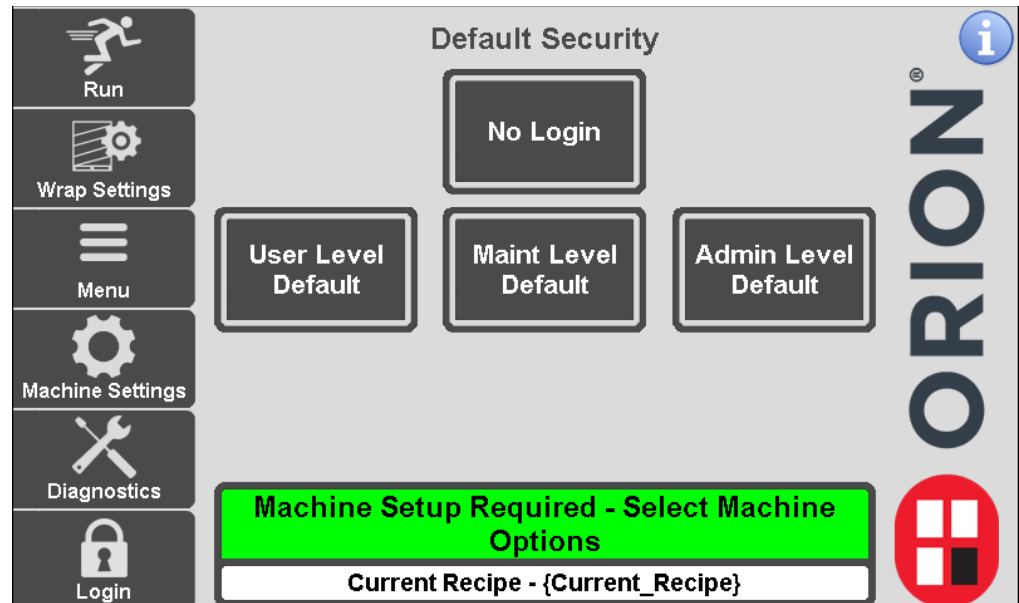 Run
Wrap Settings
Menu
Machine Settings
Diagnostics
Login
Default Security
No Login
User Level
Default
Maint Level
Default
Admin Level
Default
Machine Setup Required - Select Machine
Options
Current Recipe - {Current_Recipe}
i
ORION®